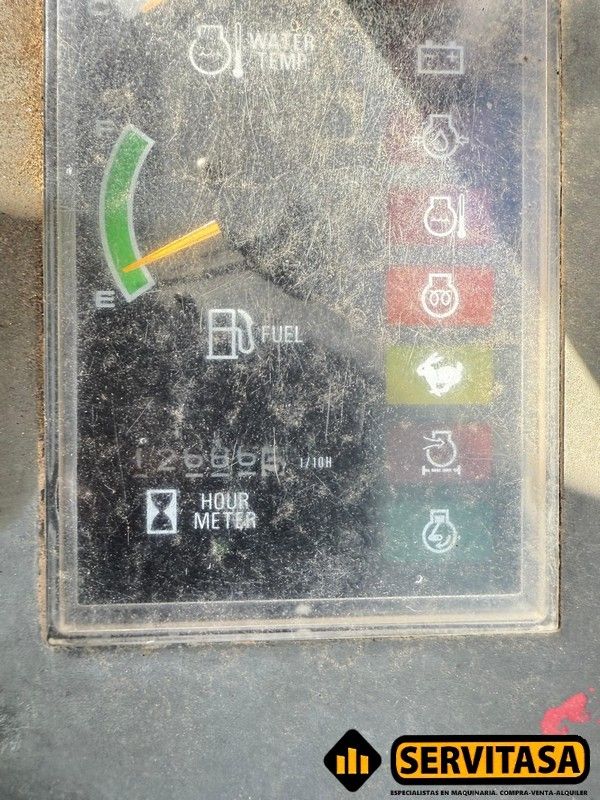 WATER
TEMP
F
E
FUEL
1/10H
HOUR
METER
SERVITASA
ESPECIALISTAS EN MAQUINARIA. COMPRA-VENTA-ALQUILER